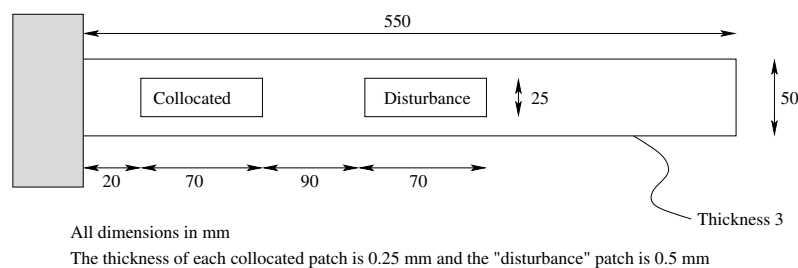 550
Collocated
Disturbance
25
50
20
70
90
70
Thickness 3
All dimensions in mm
The thickness of each collocated patch is 0.25 mm and the "disturbance" patch is 0.5 mm